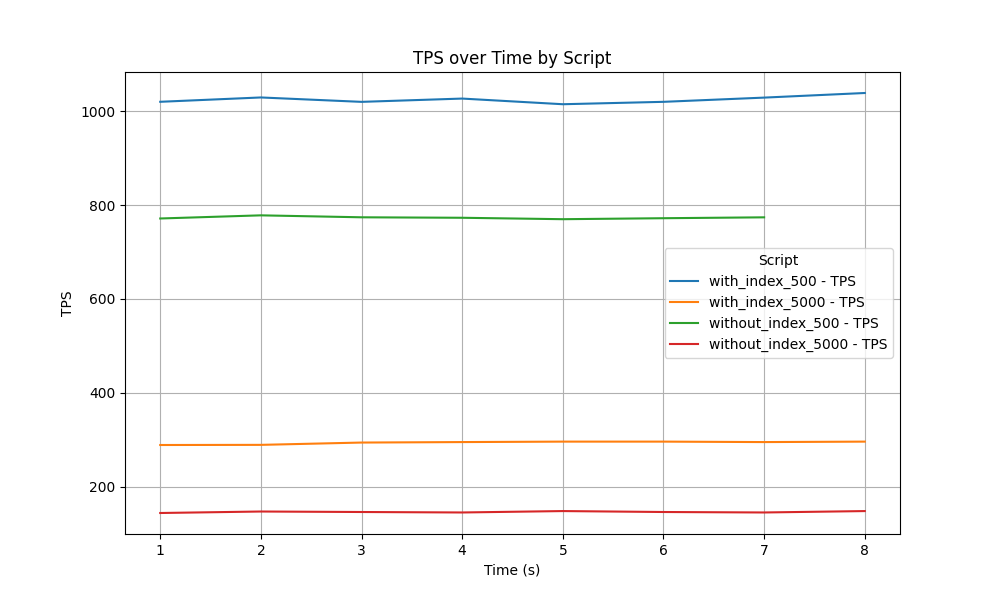 TPS over Time by Script
TPS
1000
800
600
400
200
1 2 3 4 5 6 7 8
Time (s)
Script
with_index_500 - TPS
with_index_5000 - TPS
without_index_500 - TPS
without_index_5000 - TPS